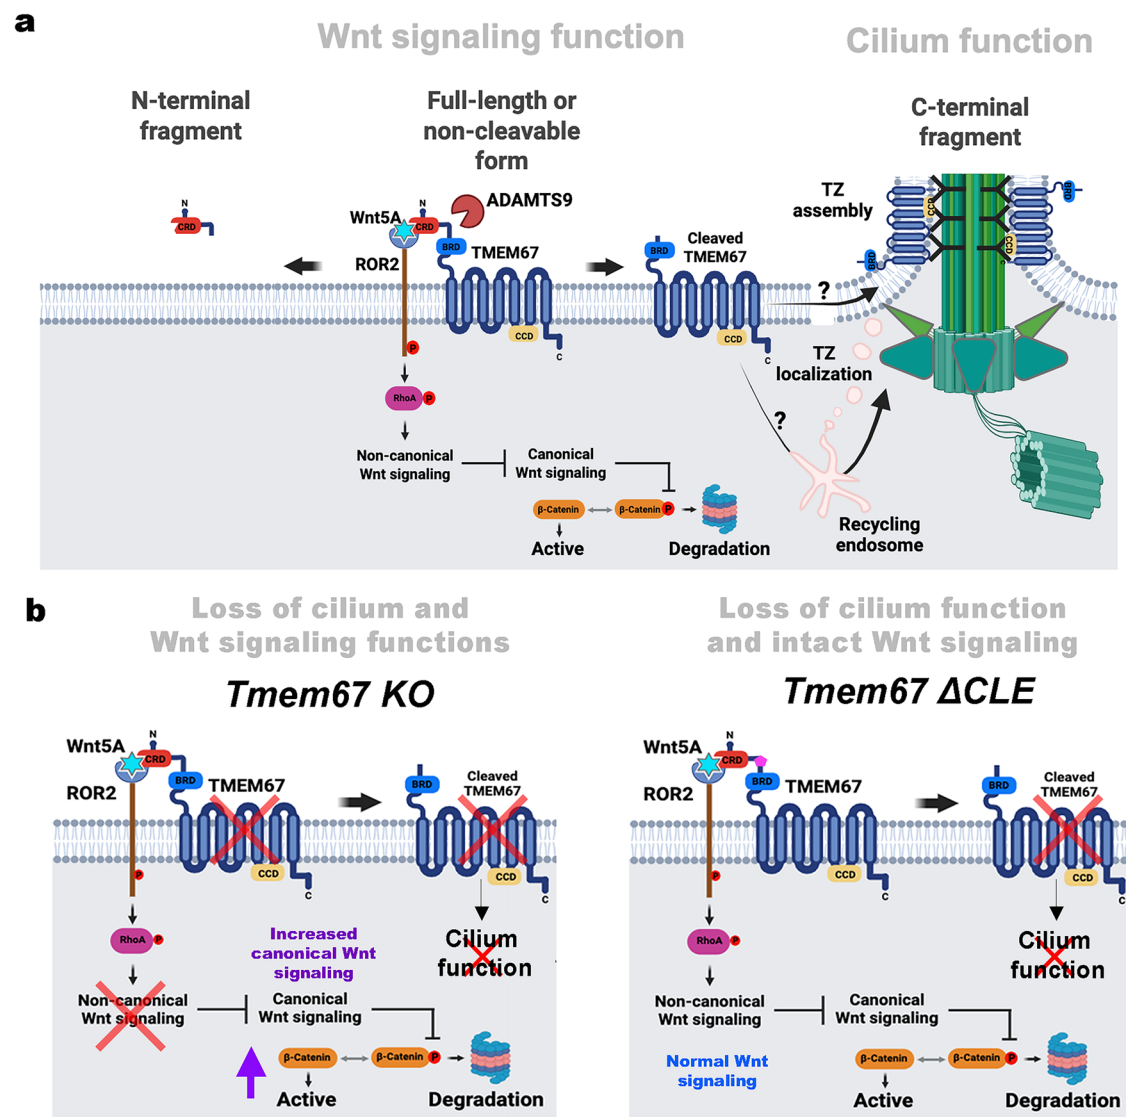 a
Wnt signaling function
Cilium function
N-terminal
fragment
Full-length or
non-cleavable
form
C-terminal
fragment
N
CRD
Wnt5A
N
CRD
ADAMTS9
ROR2
BRD
TMEM67
CCD
C
P
RhoA
P
Non-canonical
Wnt signaling
Canonical
Wnt signaling
β-Catenin
β-Catenin
P
Active
Degradation
BRD
Cleaved
TMEM67
CCD
C
?
?
TZ
assembly
BRD
CCD
CCD
C
BRD
TZ
localization
Recycling
endosome
b
Loss of cilium and
Wnt signaling functions
Tmem67 KO
Wnt5A
N
CRD
ROR2
BRD
TMEM67
CCD
C
P
RhoA
P
Non-canonical
Wnt signaling
Increased
canonical Wnt
signaling
Canonical
Wnt signaling
β-Catenin
β-Catenin
P
Active
Degradation
BRD
Cleaved
TMEM67
CCD
C
Cilium
function
Loss of cilium function
and intact Wnt signaling
Tmem67 ΔCLE
Wnt5A
N
CRD
ROR2
BRD
TMEM67
CCD
C
P
RhoA
P
Non-canonical
Wnt signaling
Normal Wnt
signaling
Canonical
Wnt signaling
β-Catenin
β-Catenin
P
Active
Degradation
BRD
Cleaved
TMEM67
CCD
C
Cilium
function